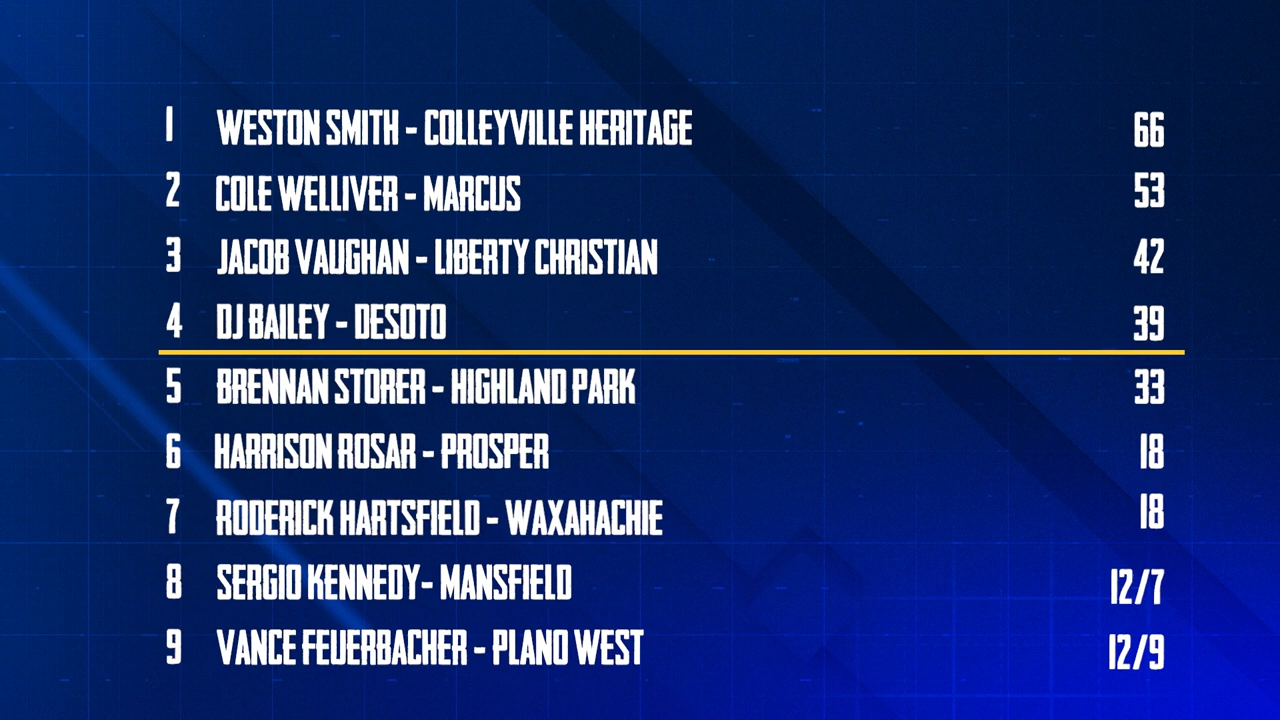 1 WESTON SMITH - COLLEYVILLE HERITAGE 66
2 COLE WELLIVER - MARCUS 53
3 JACOB VAUGHAN - LIBERTY CHRISTIAN 42
4 DJ BAILEY - DESOTO 39
5 BRENNAN STORER - HIGHLAND PARK 33
6 HARRISON ROSAR - PROSPER 18
7 RODERICK HARTSFIELD - WAXAHACHIE 18
8 SERGIO KENNEDY- MANSFIELD 12/7
9 VANCE FEUERBACHER - PLANO WEST 12/9